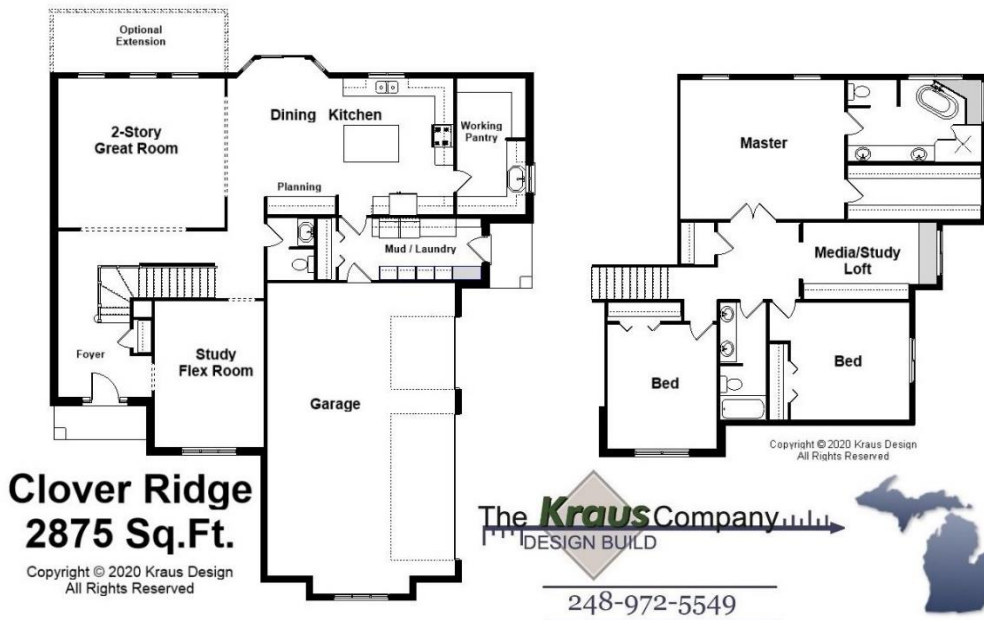 Optional
Extension
2-Story
Great Room
Dining
Kitchen
Working
Pantry
Planning
Mud / Laundry
Foyer
Study
Flex Room
Garage
Master
Media/Study
Loft
Bed
Bed
Copyright © 2020 Kraus Design
All Rights Reserved
Clover Ridge
2875 Sq.Ft.
Copyright © 2020 Kraus Design
All Rights Reserved
The Kraus Company
DESIGN BUILD
248-972-5549